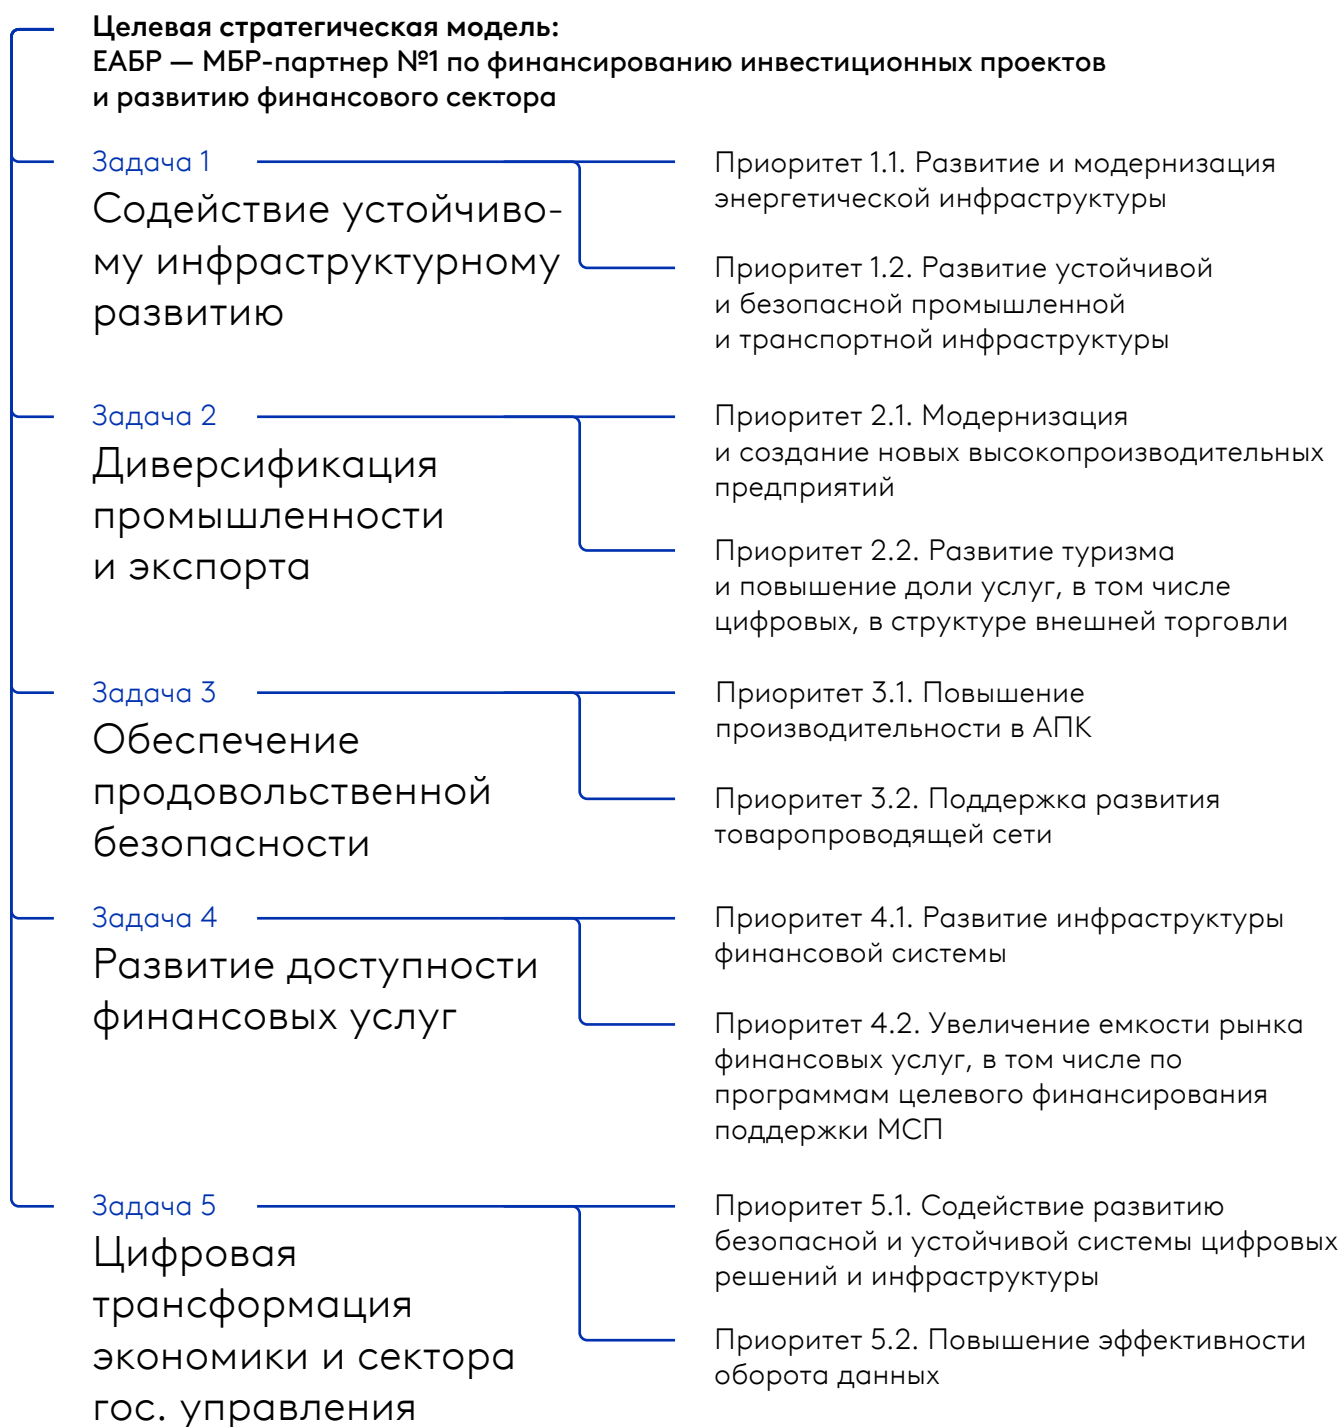 Целевая стратегическая модель:
ЕАБР — МБР-партнер №1 по финансированию инвестиционных проектов
и развитию финансового сектора
Задача 1
Содействие устойчиво-
му инфраструктурному
развитию
Приоритет 1.1. Развитие и модернизация
энергетической инфраструктуры
Приоритет 1.2. Развитие устойчивой
и безопасной промышленной
и транспортной инфраструктуры
Задача 2
Диверсификация
промышленности
и экспорта
Приоритет 2.1. Модернизация
и создание новых высокопроизводительных
предприятий
Приоритет 2.2. Развитие туризма
и повышение доли услуг, в том числе
цифровых, в структуре внешней торговли
Задача 3
Обеспечение
продовольственной
безопасности
Приоритет 3.1. Повышение
производительности в АПК
Приоритет 3.2. Поддержка развития
товаропроводящей сети
Задача 4
Развитие доступности
финансовых услуг
Приоритет 4.1. Развитие инфраструктуры
финансовой системы
Приоритет 4.2. Увеличение емкости рынка
финансовых услуг, в том числе по
программам целевого финансирования
поддержки МСП
Задача 5
Цифровая
трансформация
экономики и сектора
гос. управления
Приоритет 5.1. Содействие развитию
безопасной и устойчивой системы цифровых
решений и инфраструктуры
Приоритет 5.2. Повышение эффективности
оборота данных